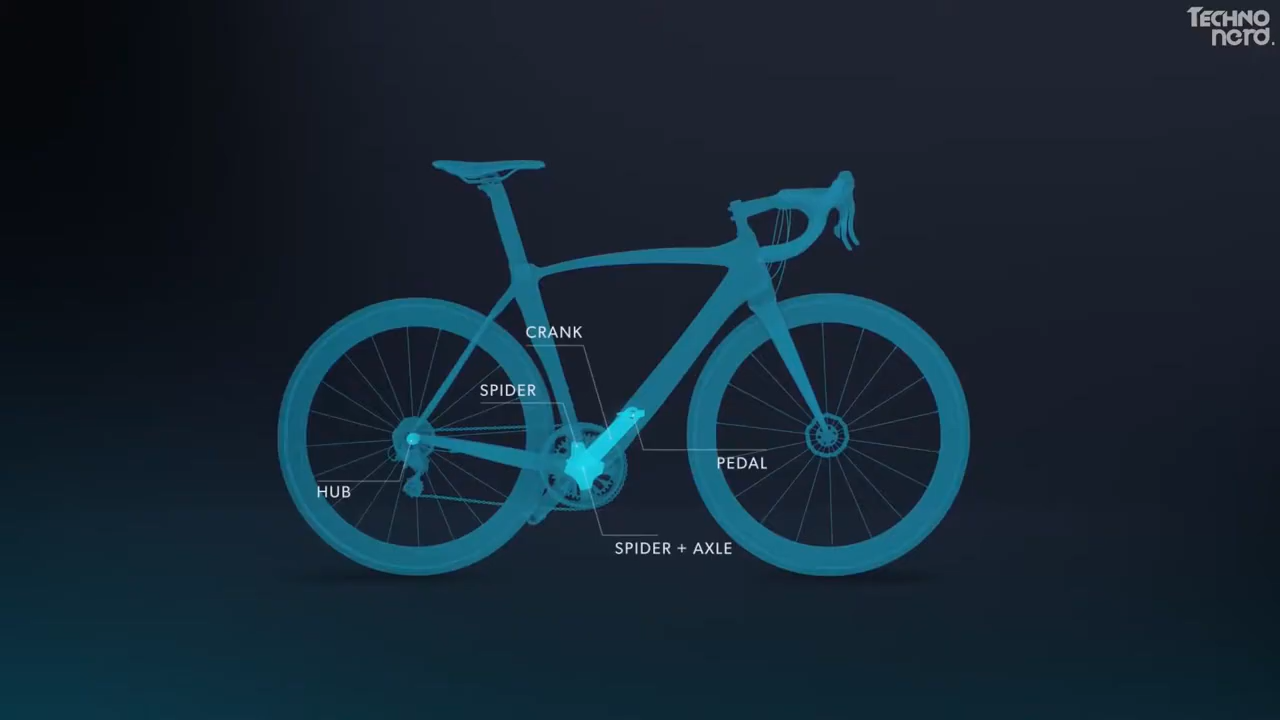 TECHNO
nerd.
CRANK
SPIDER
PEDAL
HUB
SPIDER + AXLE